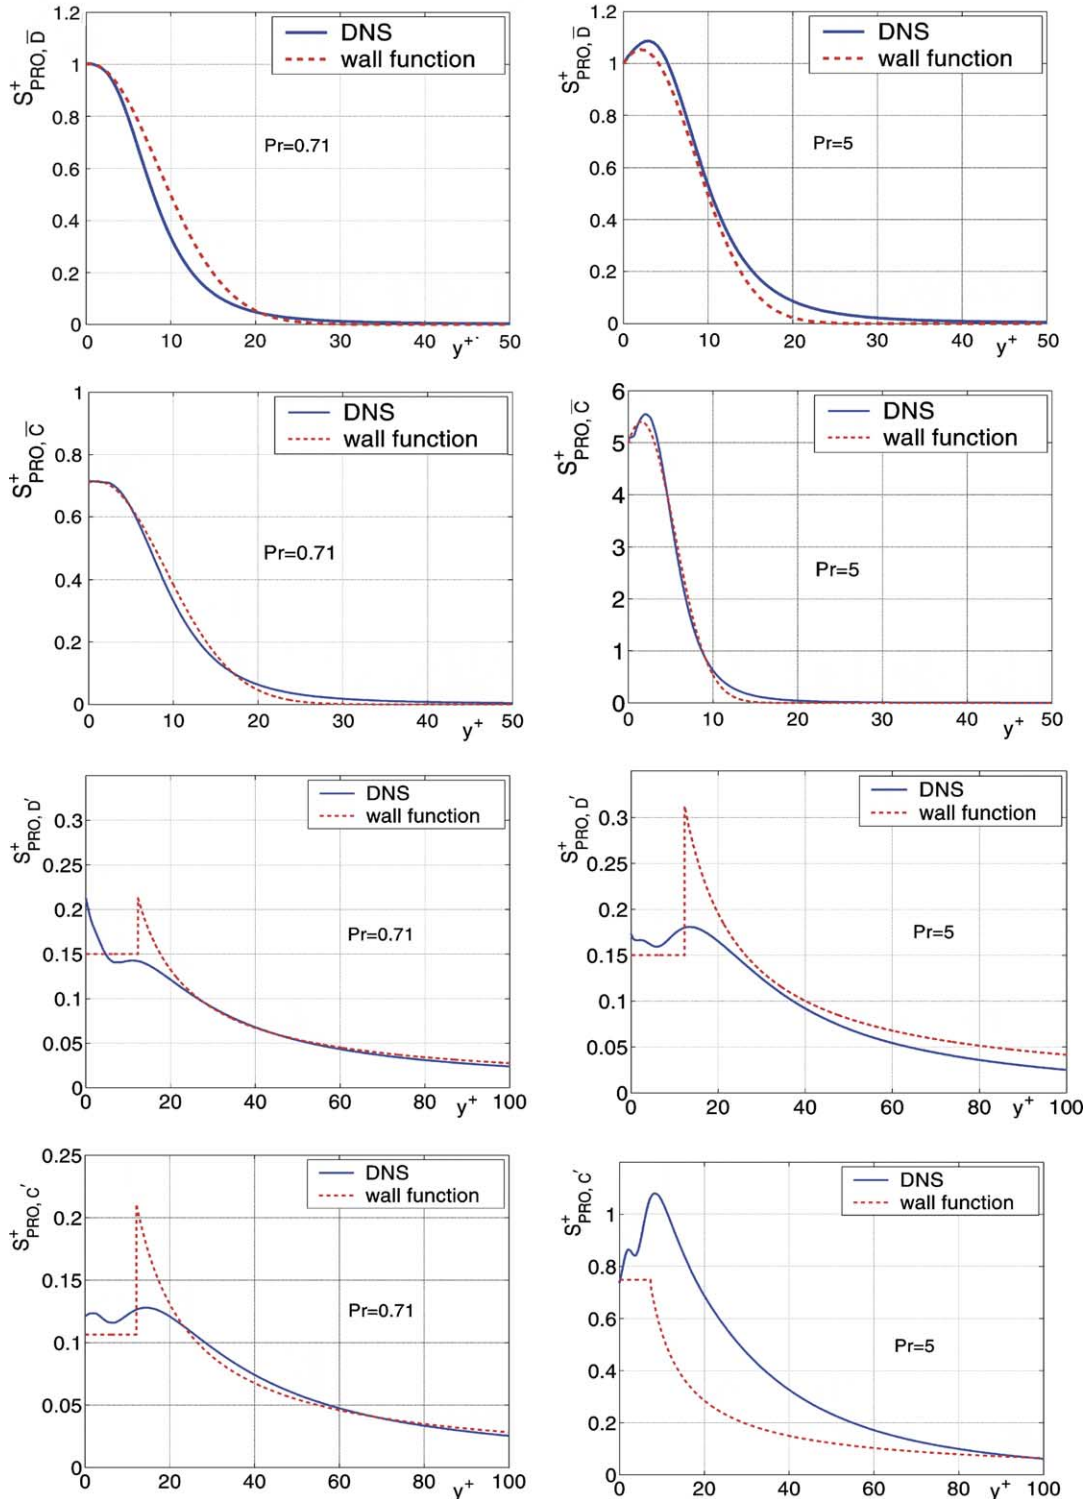 S+PRO, D̅
1.2
1
0.8
0.6
0.4
0.2
0
DNS
wall function
Pr=0.71
0 10 20 30 40 50
y+
S+PRO, D̅
1.2
1
0.8
0.6
0.4
0.2
0
DNS
wall function
Pr=5
0 10 20 30 40 50
y+
S+PRO, C̅
1
0.8
0.6
0.4
0.2
0
DNS
wall function
Pr=0.71
0 10 20 30 40 50
y+
S+PRO, C̅
6
5
4
3
2
1
0
DNS
wall function
Pr=5
0 10 20 30 40 50
y+
S+PRO, D′
0.3
0.25
0.2
0.15
0.1
0.05
0
DNS
wall function
Pr=0.71
0 20 40 60 80 100
y+
S+PRO, D′
0.3
0.25
0.2
0.15
0.1
0.05
0
DNS
wall function
Pr=5
0 20 40 60 80 100
y+
S+PRO, C′
0.25
0.2
0.15
0.1
0.05
0
DNS
wall function
Pr=0.71
0 20 40 60 80 100
y+
S+PRO, C′
1
0.8
0.6
0.4
0.2
0
DNS
wall function
Pr=5
0 20 40 60 80 100
y+